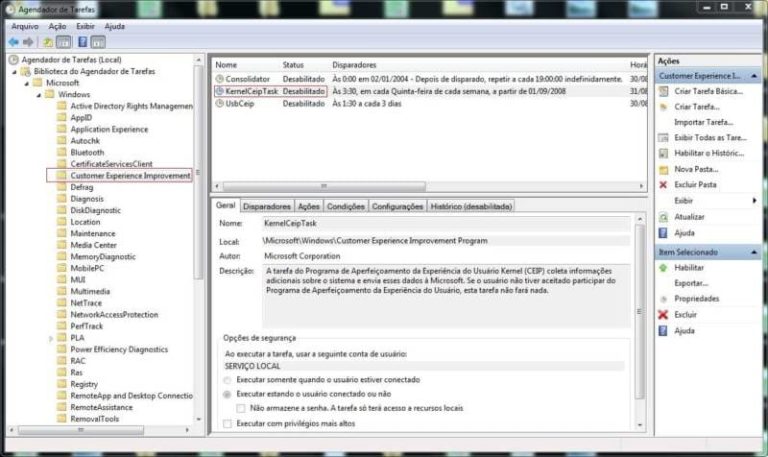 Agendador de Tarefas
Arquivo Ação Exibir Ajuda
Agendador de Tarefas (Local)
Biblioteca do Agendador de Tarefas
Microsoft
Windows
Active Directory Rights Managemen
AppID
Application Experience
Autochk
Bluetooth
CertificateServicesClient
Customer Experience Improvement
Defrag
Diagnosis
DiskDiagnostic
Location
Maintenance
Media Center
MemoryDiagnostic
MobilePC
MUI
Multimedia
NetTrace
NetworkAccessProtection
PerfTrack
PLA
Power Efficiency Diagnostics
RAC
Ras
Registry
RemoteApp and Desktop Connectio
RemoteAssistance
RemovalTools
Nome Status Disparadores Horá
Consolidator Desabilitado Às 0:00 em 02/01/2004 - Depois de disparado, repetir a cada 19:00:00 indefinidamente. 30/08
KernelCeipTask Desabilitado Às 3:30, em cada Quinta-feira de cada semana, a partir de 01/09/2008 31/08
UsbCeip Desabilitado Às 1:30 a cada 3 dias 30/08
Geral Disparadores Ações Condições Configurações Histórico (desabilitada)
Nome: KernelCeipTask
Local: \Microsoft\Windows\Customer Experience Improvement Program
Autor: Microsoft Corporation
Descrição: A tarefa do Programa de Aperfeiçoamento da Experiência do Usuário Kernel (CEIP) coleta informações
adicionais sobre o sistema e envia esses dados à Microsoft. Se o usuário não tiver aceitado participar do
Programa de Aperfeiçoamento da Experiência do Usuário, esta tarefa não fará nada.
Opções de segurança
Ao executar a tarefa, usar a seguinte conta de usuário:
SERVIÇO LOCAL
Executar somente quando o usuário estiver conectado
Executar estando o usuário conectado ou não
Não armazene a senha. A tarefa só terá acesso a recursos locais
Executar com privilégios mais altos
Ações
Customer Experience I...
Criar Tarefa Básica...
Criar Tarefa...
Importar Tarefa...
Exibir Todas as Tare...
Habilitar o Históric...
Nova Pasta...
Excluir Pasta
Exibir
Atualizar
Ajuda
Item Selecionado
Habilitar
Exportar...
Propriedades
Excluir
Ajuda